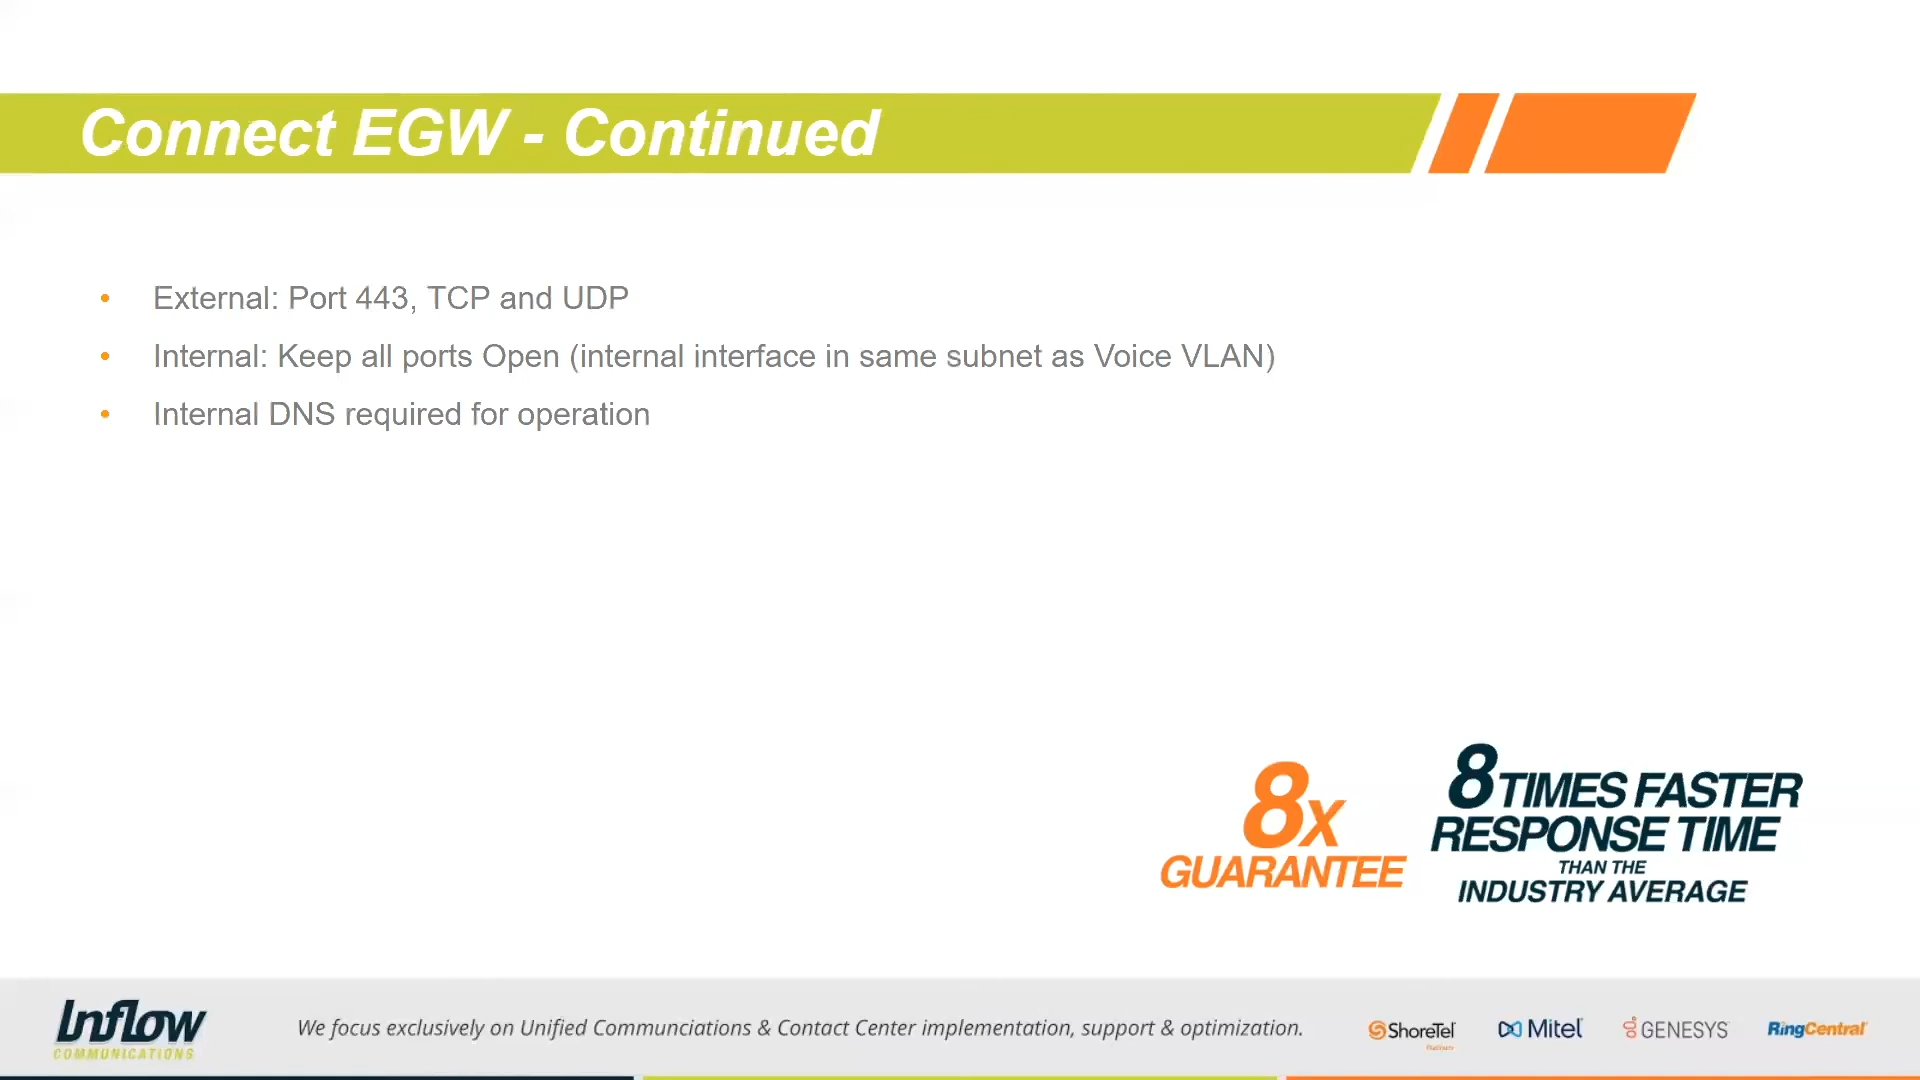 Connect EGW - Continued
• External: Port 443, TCP and UDP
• Internal: Keep all ports Open (internal interface in same subnet as Voice VLAN)
• Internal DNS required for operation
8x
GUARANTEE
8 TIMES FASTER
RESPONSE TIME
THAN THE
INDUSTRY AVERAGE
Inflow
COMMUNICATIONS
We focus exclusively on Unified Communciations & Contact Center implementation, support & optimization.
ShoreTel
Platinum
Mitel
GENESYS
RingCentral